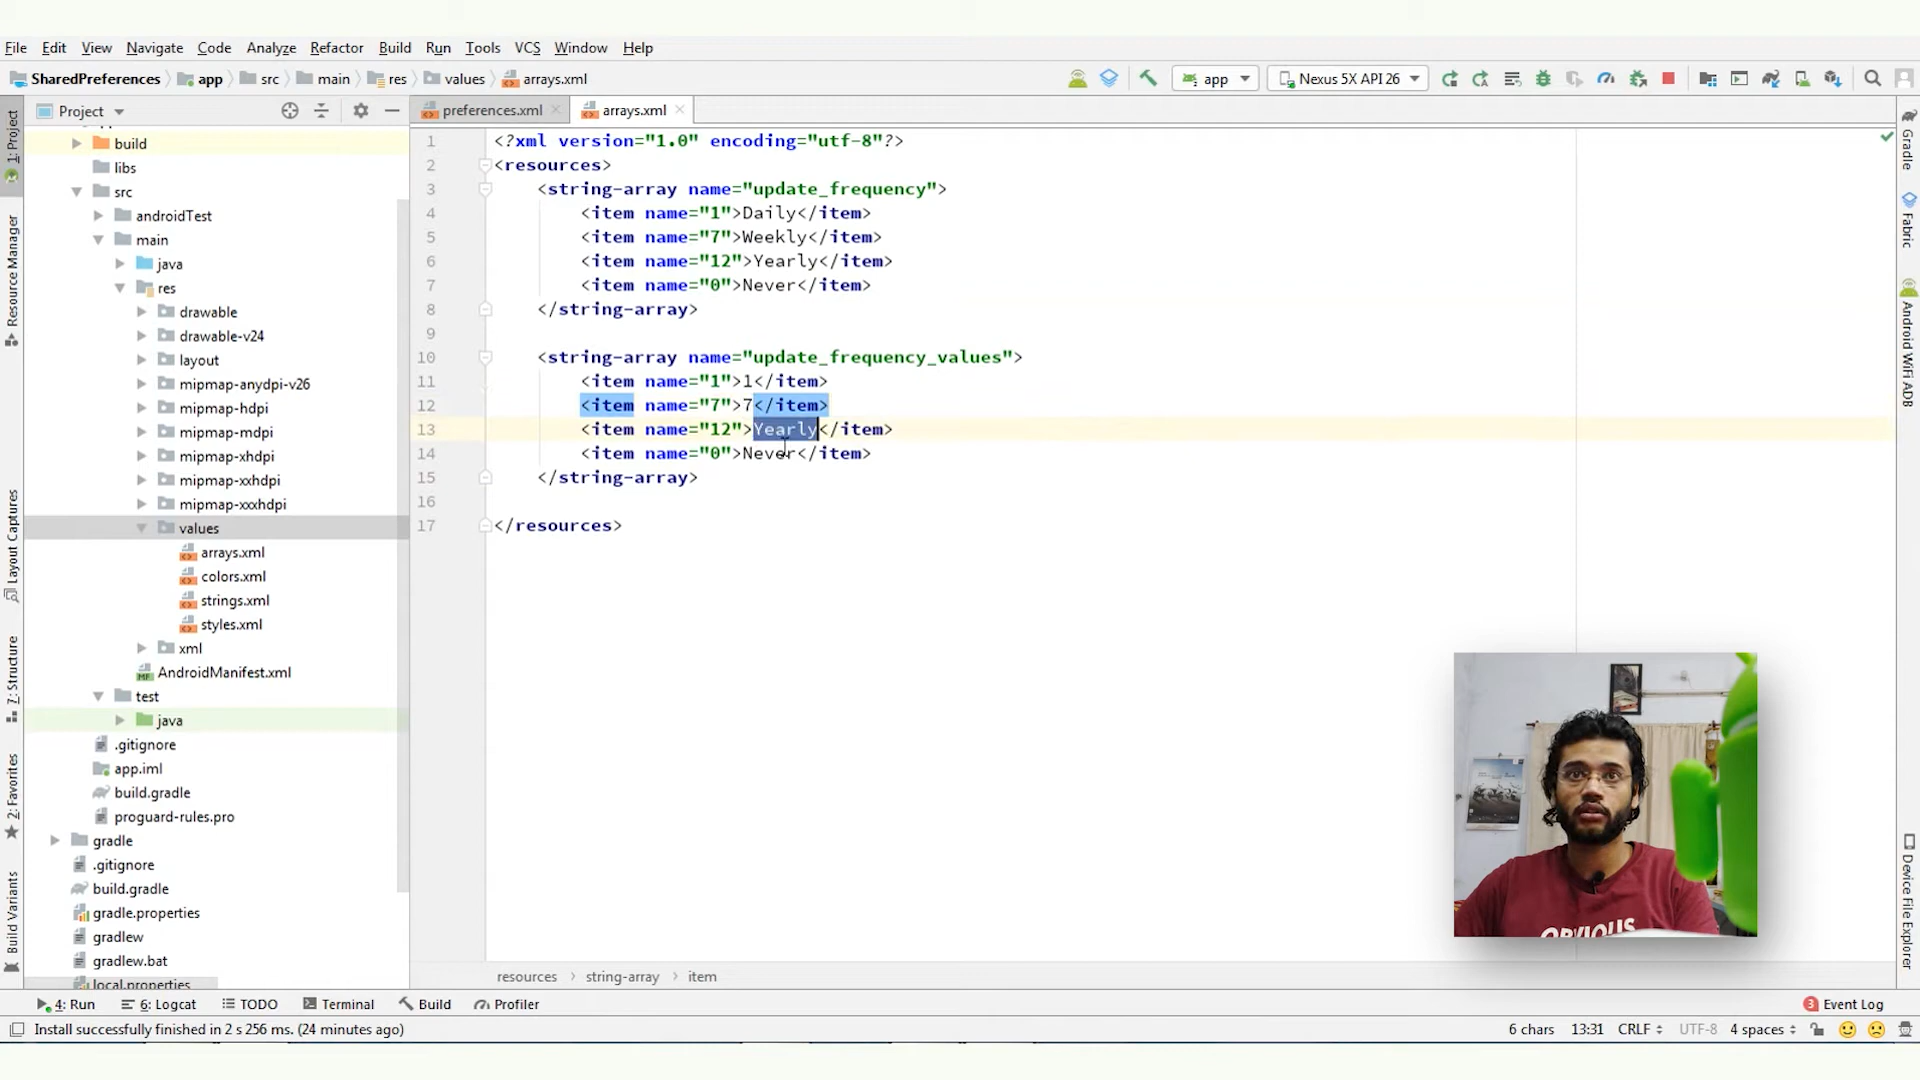 File Edit View Navigate Code Analyze Refactor Build Run Tools VCS Window Help
SharedPreferences app src main res values arrays.xml app Nexus 5X API 26
Project preferences.xml arrays.xml
1: Project
Resource Manager
Layout Captures
7: Structure
2: Favorites
Build Variants
build
libs
src
androidTest
main
java
res
drawable
drawable-v24
layout
mipmap-anydpi-v26
mipmap-hdpi
mipmap-mdpi
mipmap-xhdpi
mipmap-xxhdpi
mipmap-xxxhdpi
values
arrays.xml
colors.xml
strings.xml
styles.xml
xml
AndroidManifest.xml
test
java
.gitignore
app.iml
build.gradle
proguard-rules.pro
gradle
.gitignore
build.gradle
gradle.properties
gradlew
gradlew.bat
local.properties
1 <?xml version="1.0" encoding="utf-8"?>
2 <resources>
3 <string-array name="update_frequency">
4 <item name="1">Daily</item>
5 <item name="7">Weekly</item>
6 <item name="12">Yearly</item>
7 <item name="0">Never</item>
8 </string-array>
9
10 <string-array name="update_frequency_values">
11 <item name="1">1</item>
12 <item name="7">7</item>
13 <item name="12">Yearly</item>
14 <item name="0">Never</item>
15 </string-array>
16
17 </resources>
Gradle
Fabric
Android WiFi ADB
Device File Explorer
OBVIOUS
resources > string-array > item
4: Run 6: Logcat TODO Terminal Build Profiler 3 Event Log
Install successfully finished in 2 s 256 ms. (24 minutes ago) 6 chars 13:31 CRLF UTF-8 4 spaces